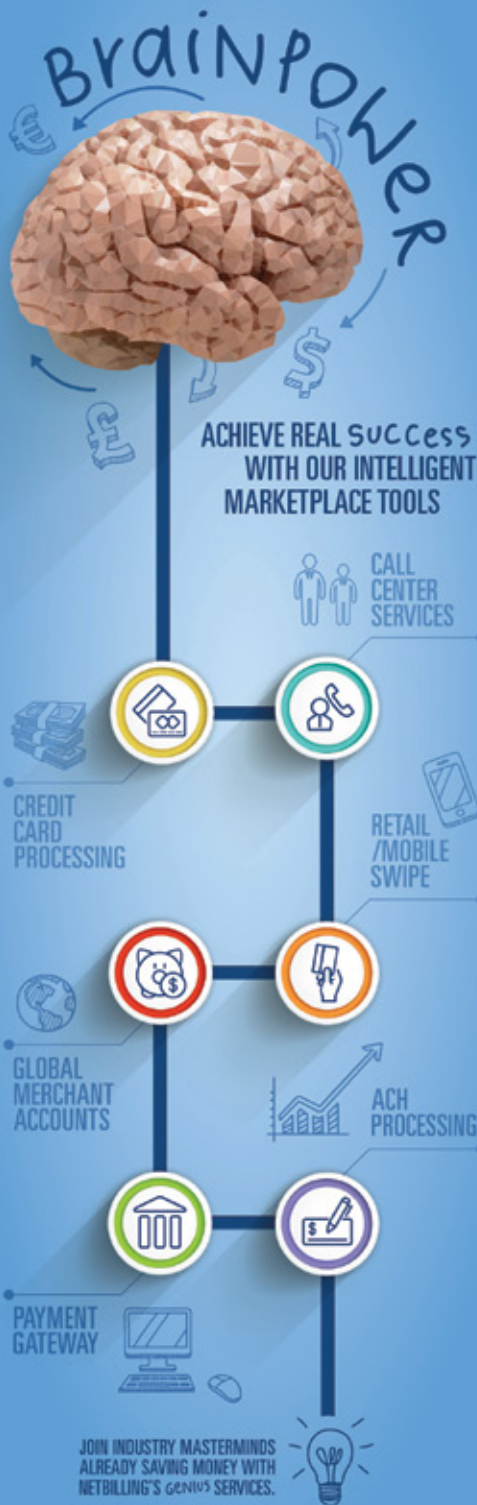 BRAINPOWER
ACHIEVE REAL SUCCESS
WITH OUR INTELLIGENT
MARKETPLACE TOOLS
CALL
CENTER
SERVICES
CREDIT
CARD
PROCESSING
RETAIL
/MOBILE
SWIPE
GLOBAL
MERCHANT
ACCOUNTS
ACH
PROCESSING
PAYMENT
GATEWAY
JOIN INDUSTRY MASTERMINDS
ALREADY SAVING MONEY WITH
NETBILLING'S GENIUS SERVICES.